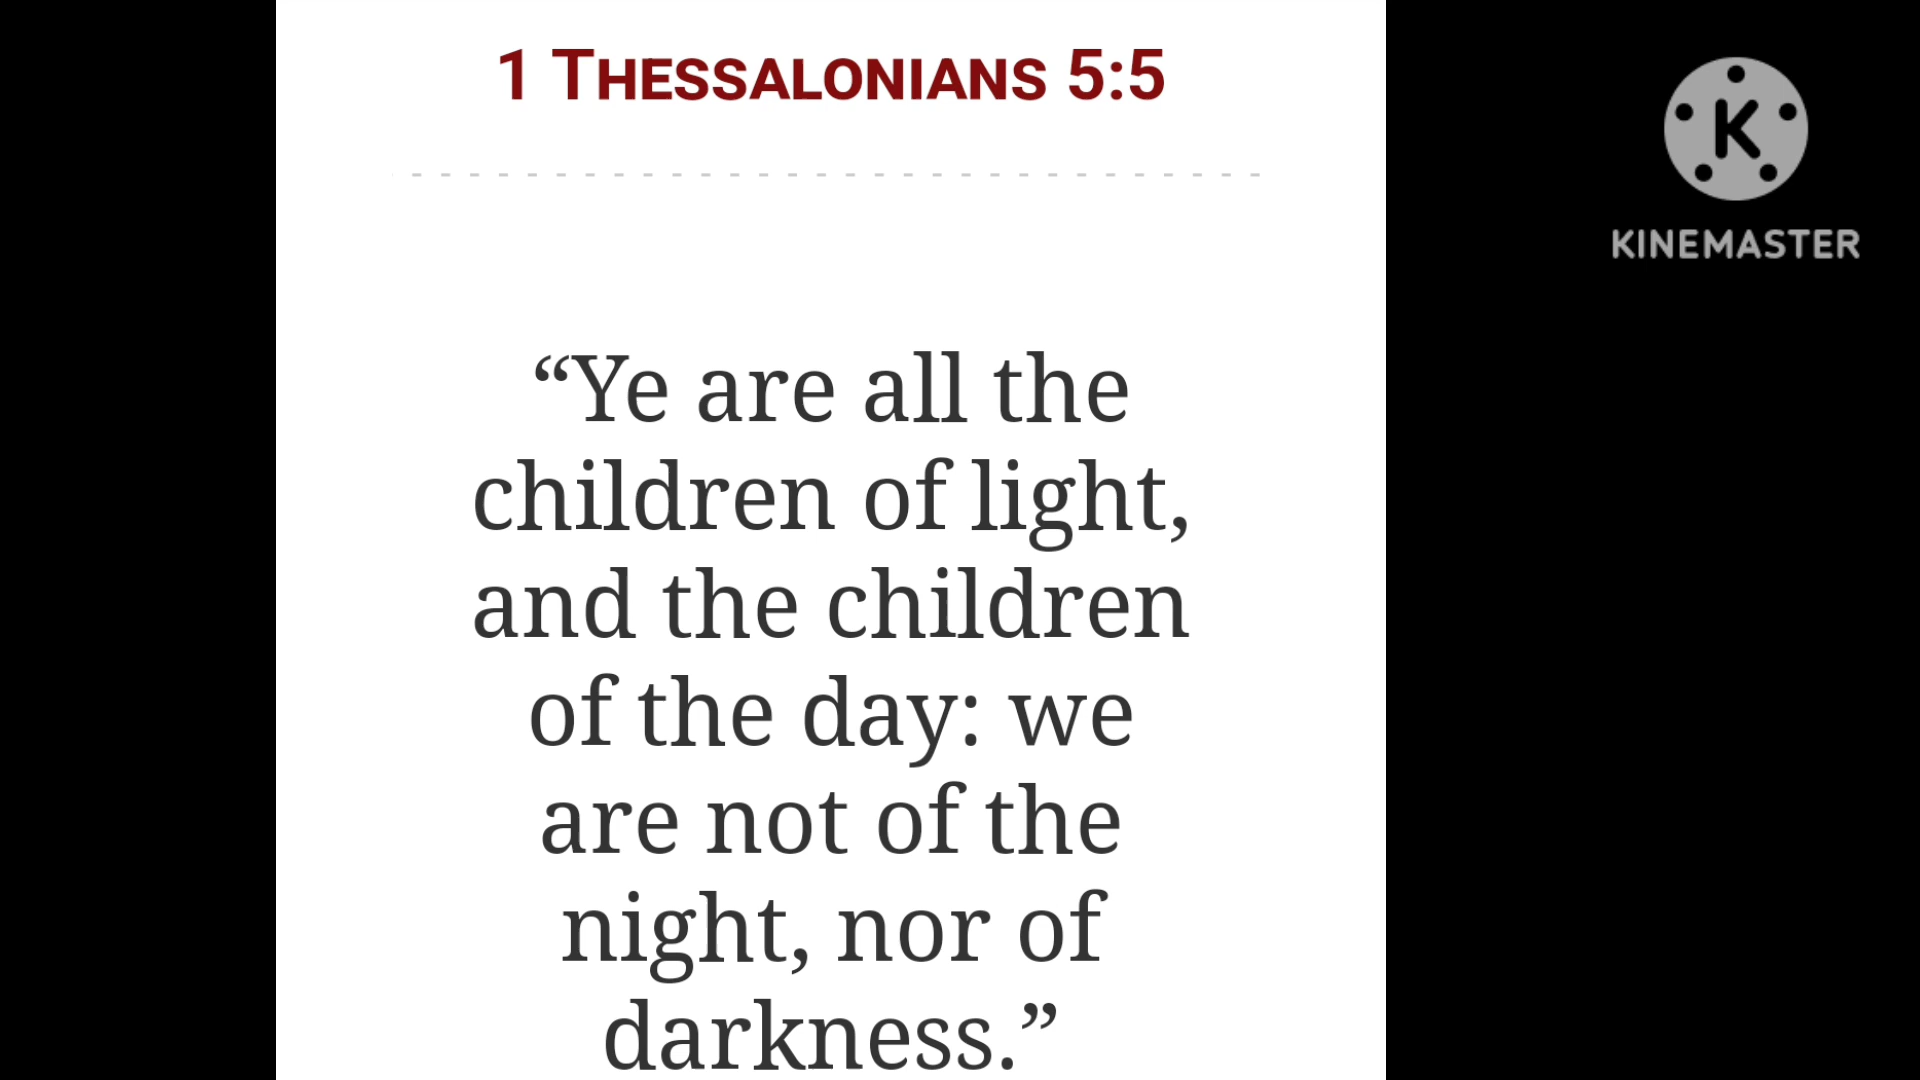 1 THESSALONIANS 5:5
K
KINEMASTER
“Ye are all the
children of light,
and the children
of the day: we
are not of the
night, nor of
darkness.”